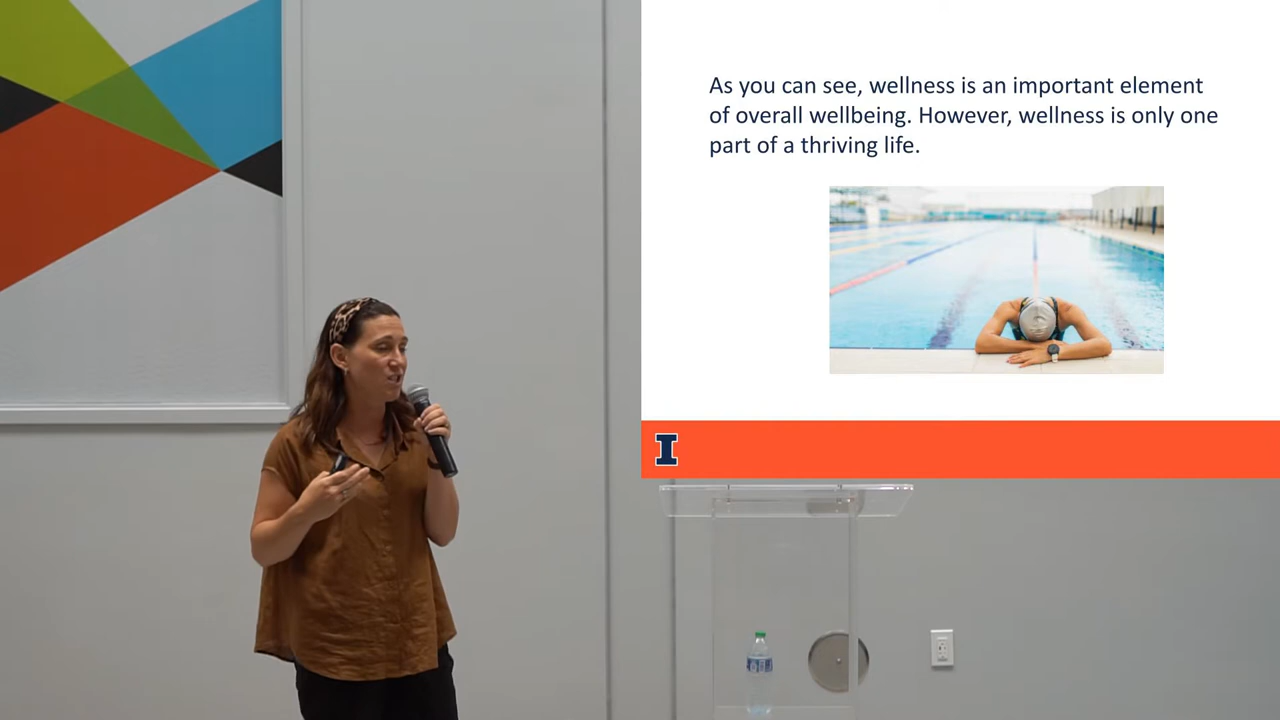 As you can see, wellness is an important element
of overall wellbeing. However, wellness is only one
part of a thriving life.
I